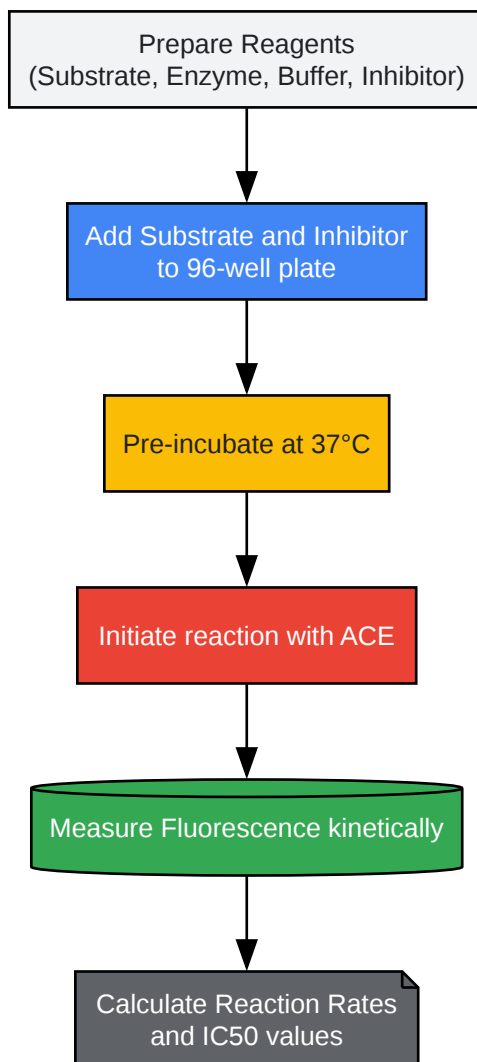 Prepare Reagents
(Substrate, Enzyme, Buffer, Inhibitor)
Add Substrate and Inhibitor
to 96-well plate
Pre-incubate at 37°C
Initiate reaction with ACE
Measure Fluorescence kinetically
Calculate Reaction Rates
and IC50 values